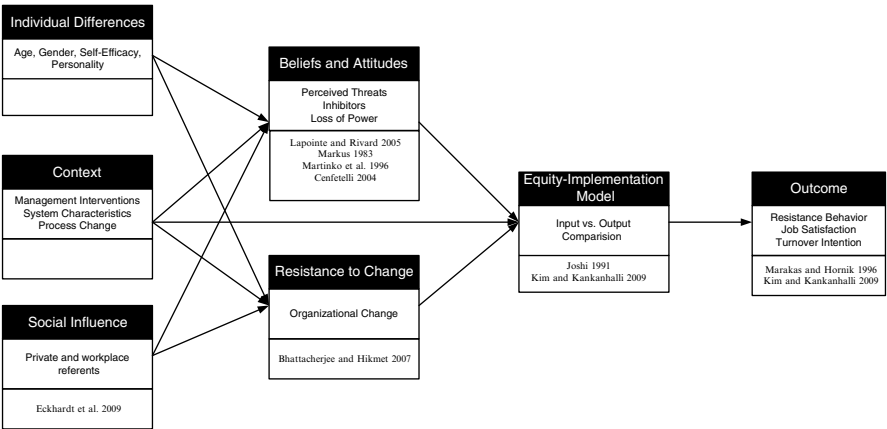 Individual Differences
Age, Gender, Self-Efficacy,
Personality
Context
Management Interventions
System Characteristics
Process Change
Social Influence
Private and workplace
referents
Eckhardt et al. 2009
Beliefs and Attitudes
Perceived Threats
Inhibitors
Loss of Power
Lapointe and Rivard 2005
Markus 1983
Martinko et al. 1996
Cenfetelli 2004
Resistance to Change
Organizational Change
Bhattacherjee and Hikmet 2007
Equity-Implementation
Model
Input vs. Output
Comparision
Joshi 1991
Kim and Kankanhalli 2009
Outcome
Resistance Behavior
Job Satisfaction
Turnover Intention
Marakas and Hornik 1996
Kim and Kankanhalli 2009